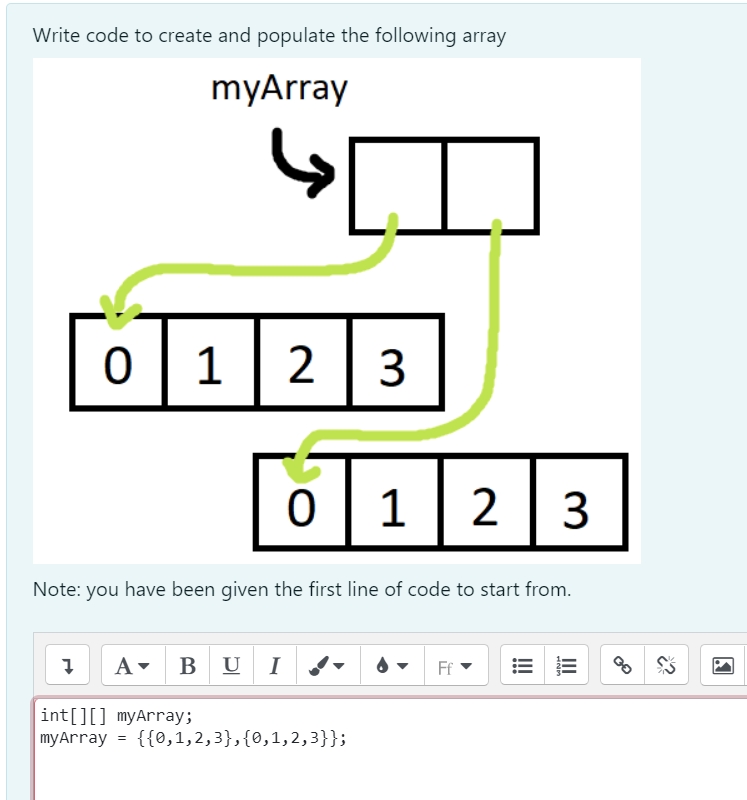 Write code to create and populate the following array
myArray
0 1 2 3
0 1 2 3
Note: you have been given the first line of code to start from.
A B U I Ff
int[][] myArray;
myArray = {{0,1,2,3},{0,1,2,3}};